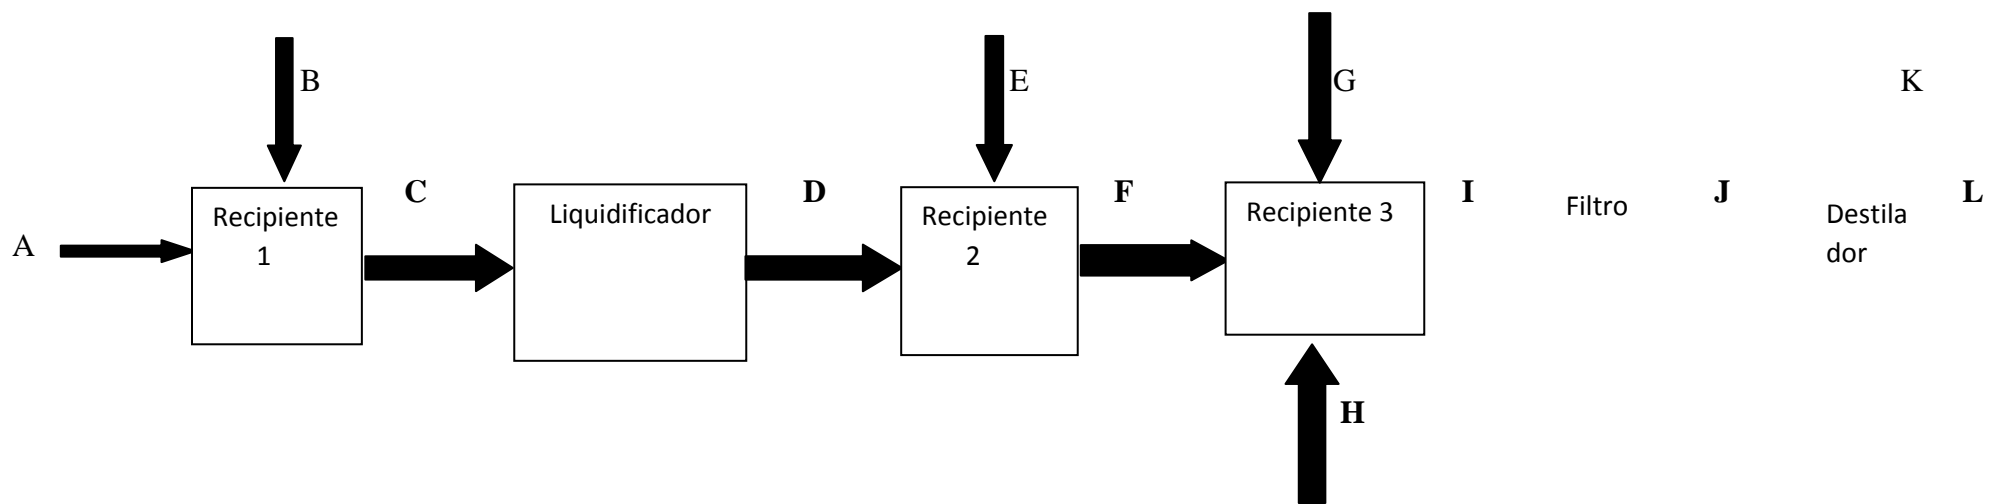 B
E
G
K
A
Recipiente
1
C
Liquidificador
D
Recipiente
2
F
Recipiente 3
I
Filtro
J
Destila
dor
L
H